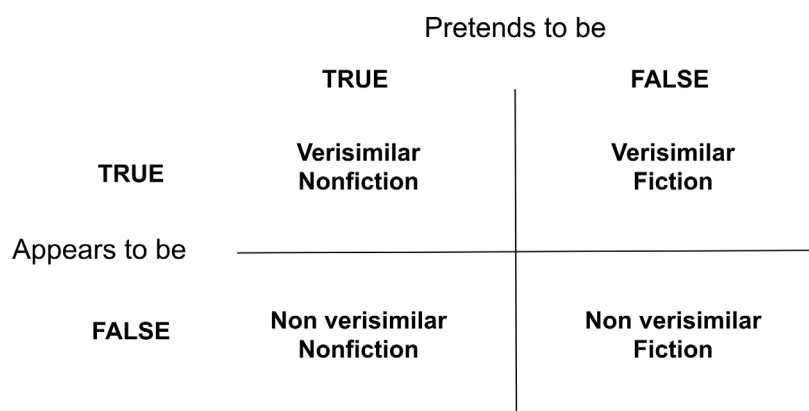 Pretends to be
TRUE FALSE
Verisimilar Verisimilar
TRUE Nonfiction Fiction
Appears to be
Non verisimilar Non verisimilar
FALSE Nonfiction Fiction